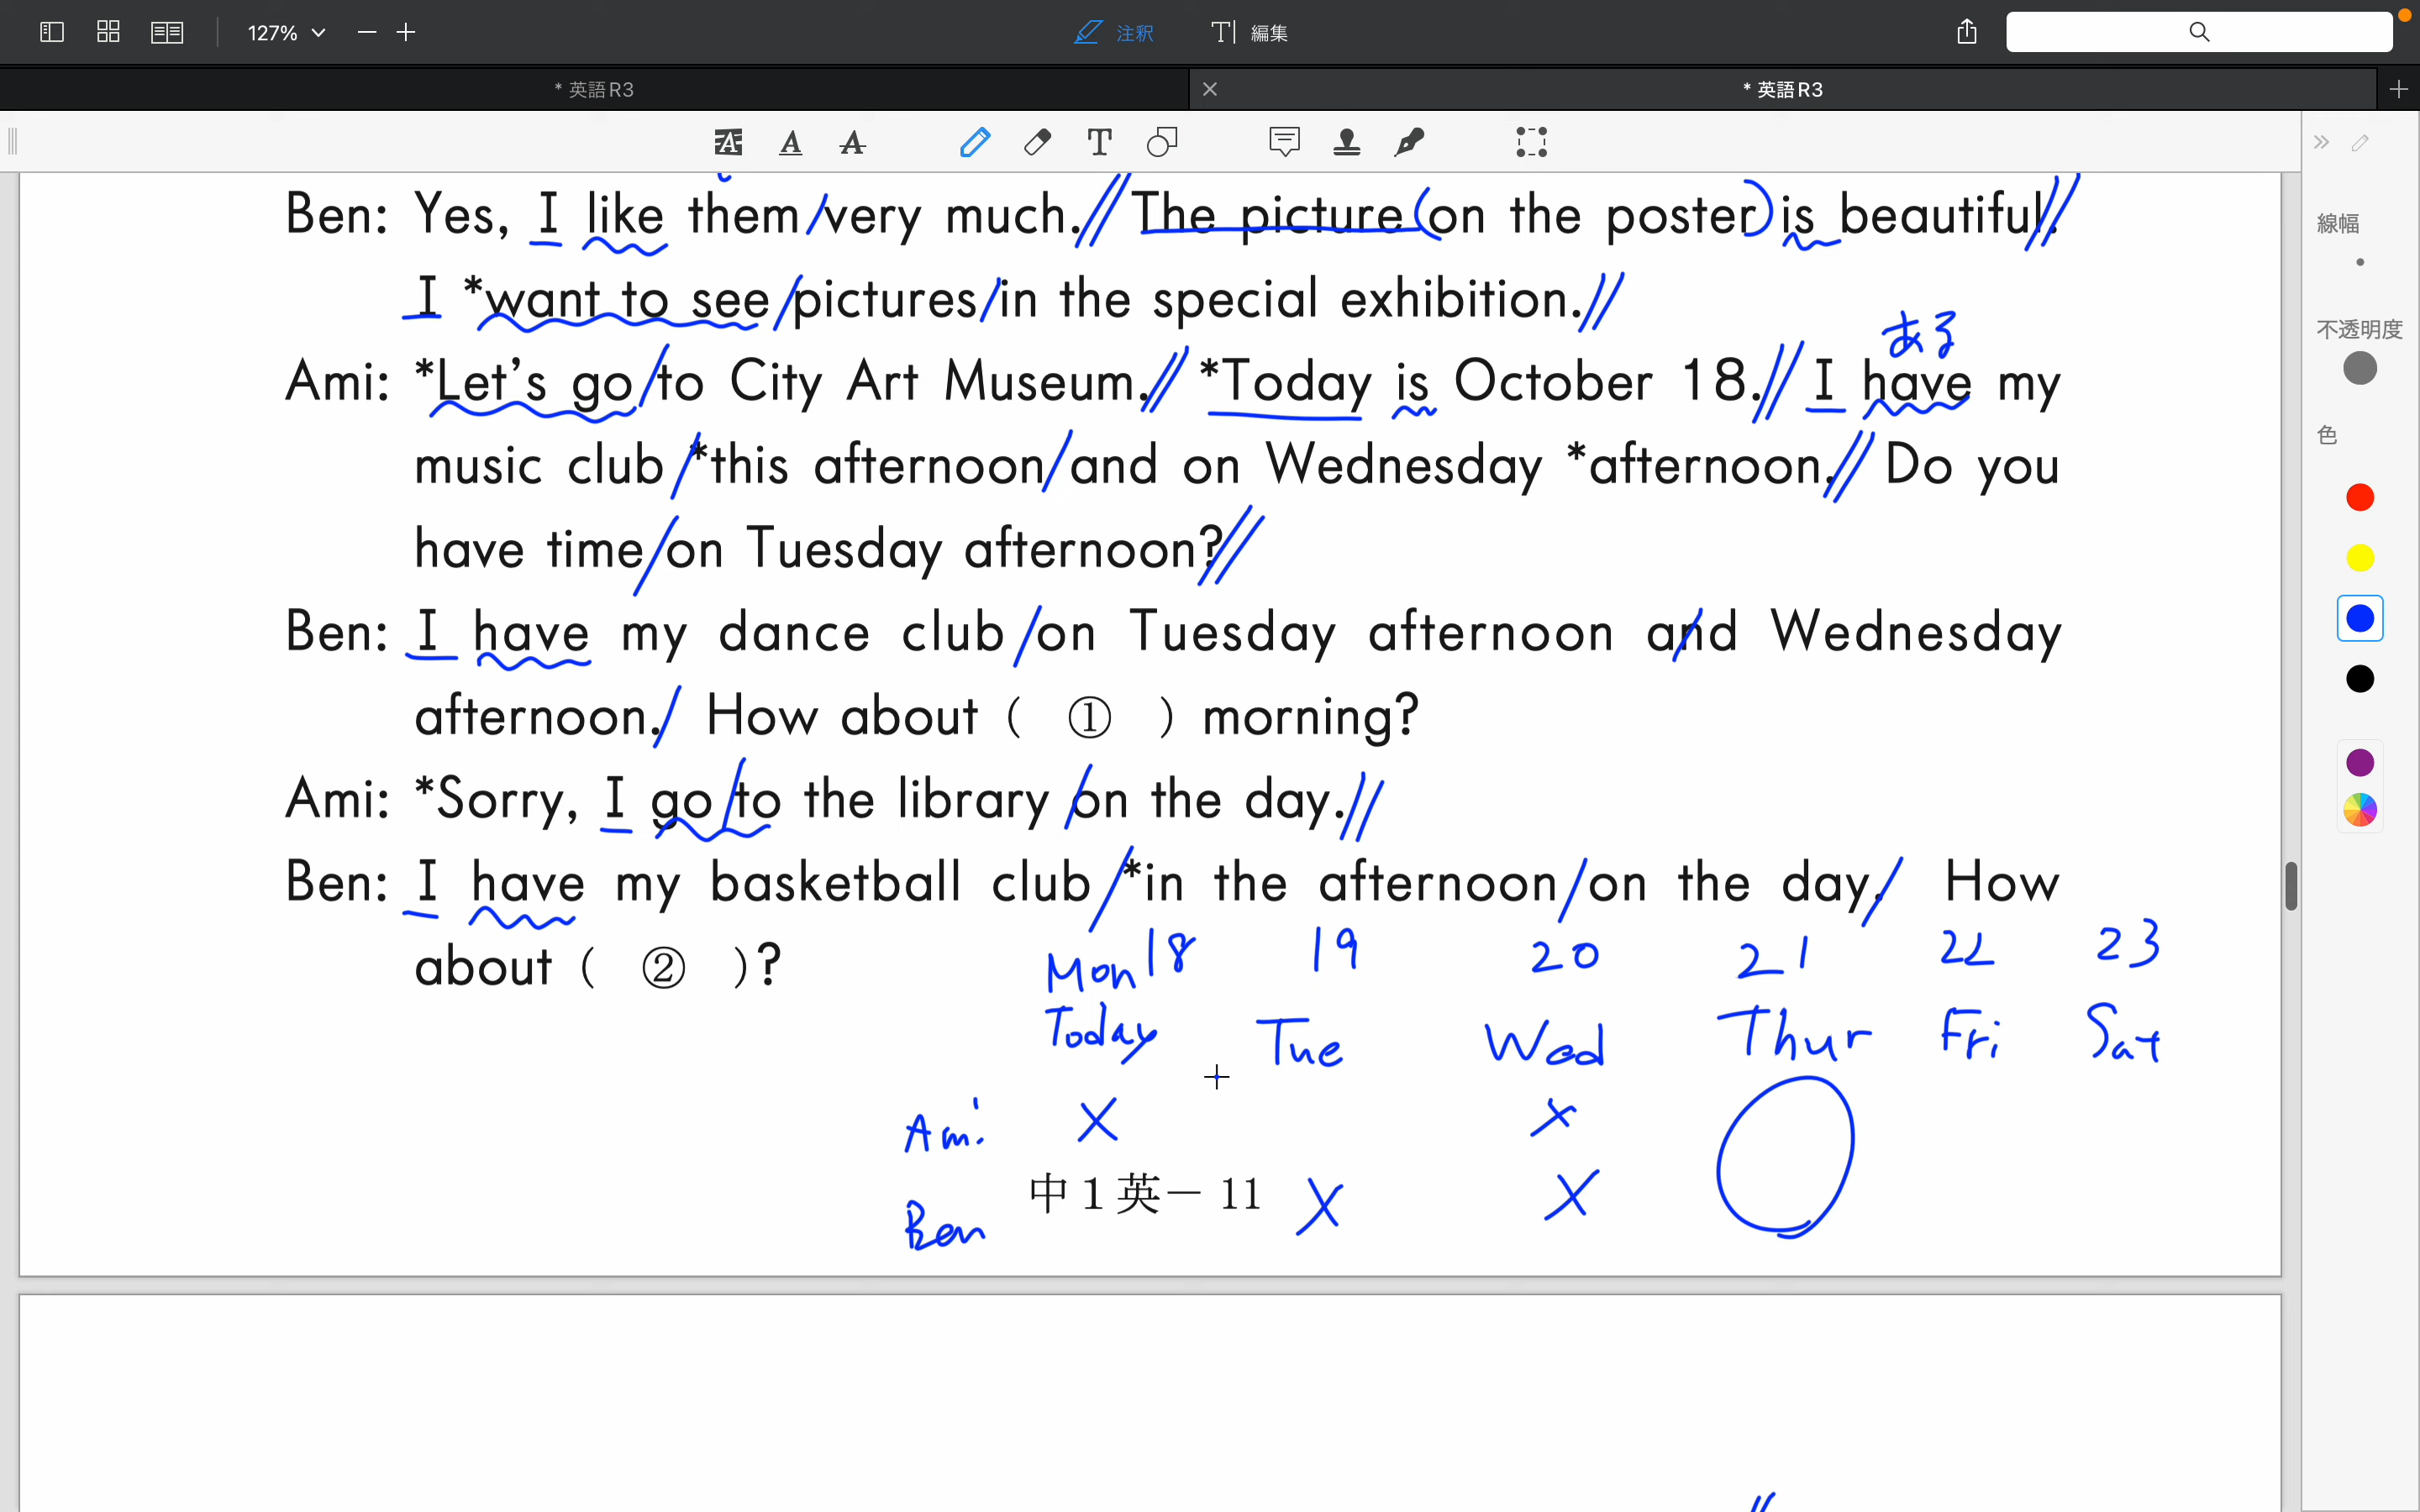 127%
注釈
編集
* 英語R3
* 英語R3
線幅
不透明度
色
Ben: Yes, I like them very much. The picture on the poster is beautiful.
I *want to see pictures in the special exhibition.
ある
Ami: *Let's go to City Art Museum. *Today is October 18. I have my
music club *this afternoon and on Wednesday *afternoon. Do you
have time on Tuesday afternoon?
Ben: I have my dance club on Tuesday afternoon and Wednesday
afternoon. How about ( ① ) morning?
Ami: *Sorry, I go to the library on the day.
Ben: I have my basketball club *in the afternoon on the day. How
about ( ② )?
Mon 18 19 20 21 22 23
Today Tue Wed Thur Fri Sat
Ami × ×
Ben × ×
中1英－11